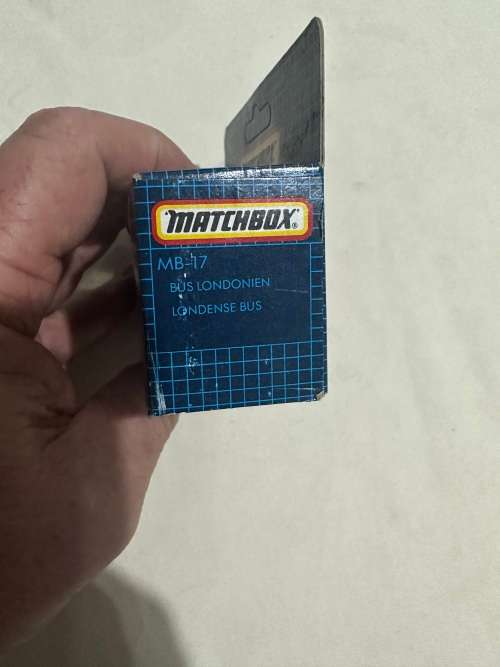 MATCHBOX®
MB-17
BUS LONDONIEN
LONDENSE BUS